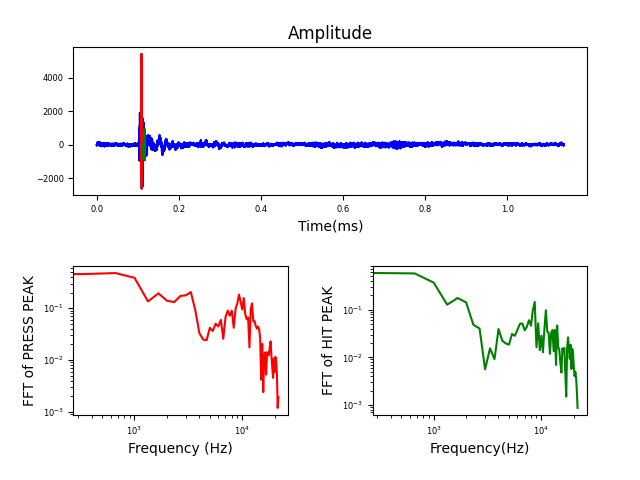 Amplitude
4000
2000
0
−2000
0.0 0.2 0.4 0.6 0.8 1.0
Time(ms)
FFT of PRESS PEAK
10⁻¹
10⁻²
10⁻³
10³ 10⁴
Frequency (Hz)
FFT of HIT PEAK
10⁻¹
10⁻²
10⁻³
10³ 10⁴
Frequency(Hz)